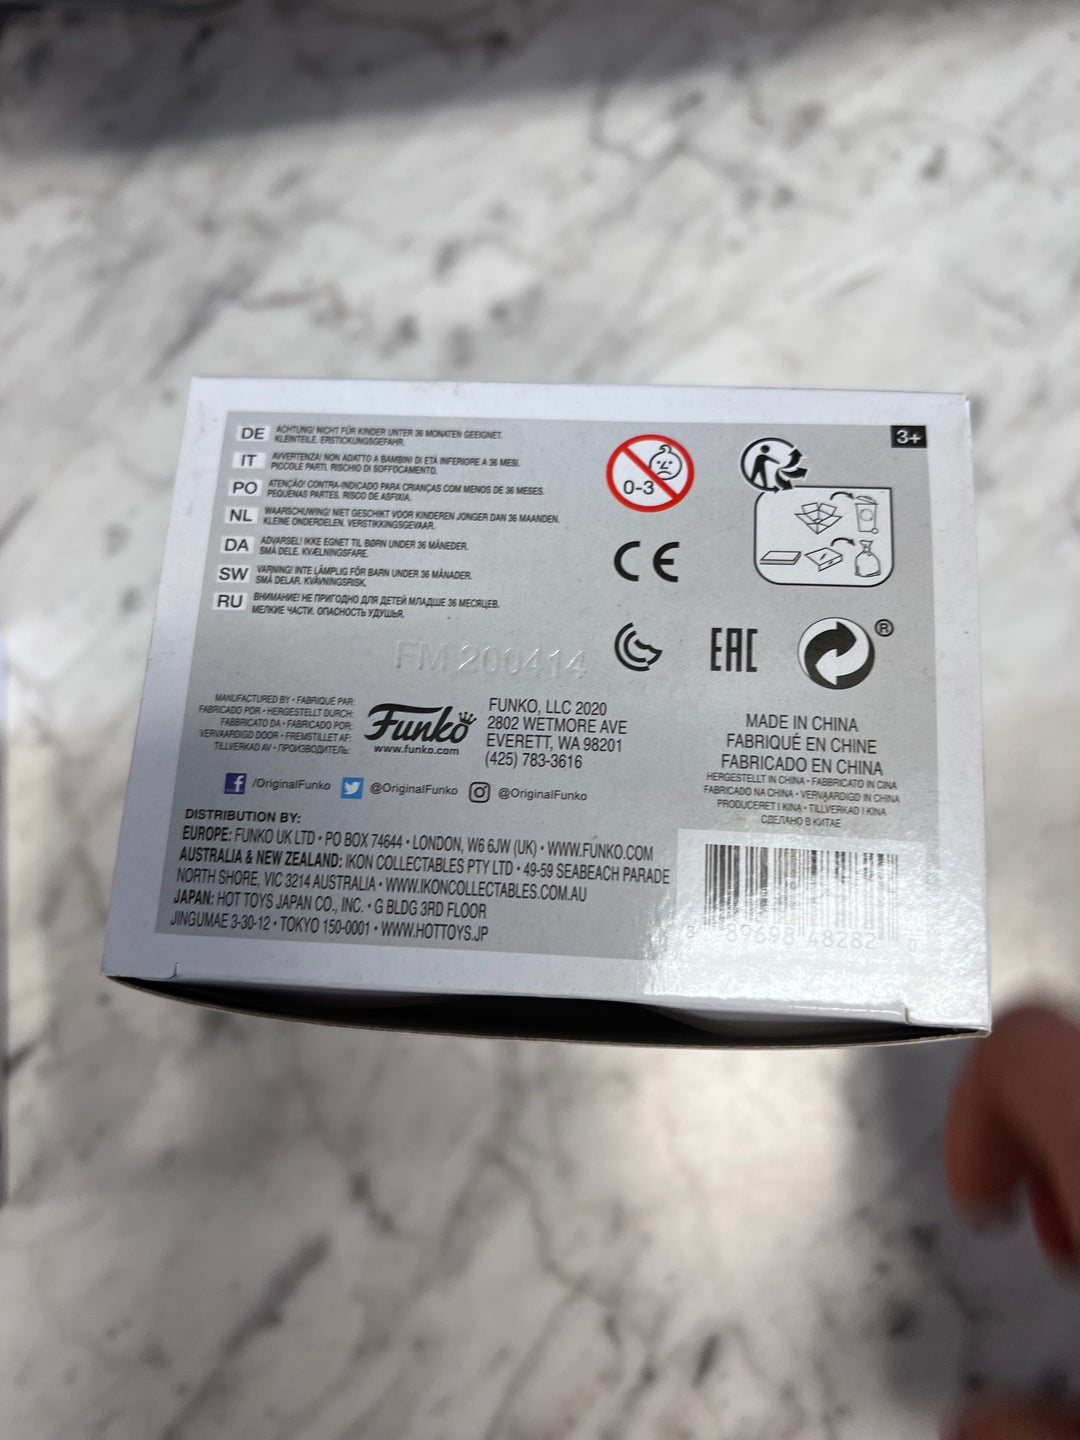 DE ACHTUNG! NICHT FÜR KINDER UNTER 36 MONATEN GEEIGNET.
KLEINTEILE. ERSTICKUNGSGEFAHR.
IT AVVERTENZA! NON ADATTO A BAMBINI DI ETÀ INFERIORE A 36 MESI.
PICCOLE PARTI. RISCHIO DI SOFFOCAMENTO.
PO ATENÇÃO! CONTRA-INDICADO PARA CRIANÇAS COM MENOS DE 36 MESES.
PEQUENAS PARTES. RISCO DE ASFIXIA.
NL WAARSCHUWING! NIET GESCHIKT VOOR KINDEREN JONGER DAN 36 MAANDEN.
KLEINE ONDERDELEN. VERSTIKKINGSGEVAAR.
DA ADVARSEL! IKKE EGNET TIL BØRN UNDER 36 MÅNEDER.
SMÅ DELE. KVÆLNINGSFARE.
SW VARNING! INTE LÄMPLIG FÖR BARN UNDER 36 MÅNADER.
SMÅ DELAR. KVÄVNINGSRISK.
RU ВНИМАНИЕ! НЕ ПРИГОДНО ДЛЯ ДЕТЕЙ МЛАДШЕ 36 МЕСЯЦЕВ.
МЕЛКИЕ ЧАСТИ. ОПАСНОСТЬ УДУШЬЯ.
0-3
3+
CE
EAC
®
FM 200414
MANUFACTURED BY • FABRIQUÉ PAR:
FABRICADO POR • HERGESTELLT DURCH:
FABBRICATO DA • FABRICADO POR:
VERVAARDIGD DOOR • FREMSTILLET AF:
TILLVERKAD AV • ПРОИЗВОДИТЕЛЬ:
Funko
www.funko.com
FUNKO, LLC 2020
2802 WETMORE AVE
EVERETT, WA 98201
(425) 783-3616
/OriginalFunko @OriginalFunko @OriginalFunko
MADE IN CHINA
FABRIQUÉ EN CHINE
FABRICADO EN CHINA
HERGESTELLT IN CHINA • FABBRICATO IN CINA
FABRICADO NA CHINA • VERVAARDIGD IN CHINA
PRODUCERET I KINA • TILLVERKAD I KINA
СДЕЛАНО В КИТАЕ
DISTRIBUTION BY:
EUROPE: FUNKO UK LTD • PO BOX 74644 • LONDON, W6 6JW (UK) • WWW.FUNKO.COM
AUSTRALIA & NEW ZEALAND: IKON COLLECTABLES PTY LTD • 49-59 SEABEACH PARADE
NORTH SHORE, VIC 3214 AUSTRALIA • WWW.IKONCOLLECTABLES.COM.AU
JAPAN: HOT TOYS JAPAN CO., INC. • G BLDG 3RD FLOOR
JINGUMAE 3-30-12 • TOKYO 150-0001 • WWW.HOTTOYS.JP
89698 48282